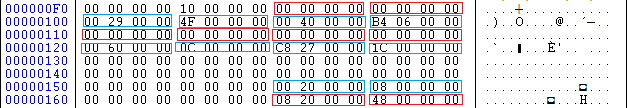 000000F0 00 00 00 00 10 00 00 00 00 00 00 00 00 00 00 00
00000100 00 29 00 00 4F 00 00 00 00 40 00 00 B4 06 00 00 .)..O....@..´...
00000110 00 00 00 00 00 00 00 00 00 00 00 00 00 00 00 00 ................
00000120 00 60 00 00 0C 00 00 00 C8 27 00 00 1C 00 00 00
00000130 00 00 00 00 00 00 00 00 00 00 00 00 00 00 00 00 ................
00000140 00 00 00 00 00 00 00 00 00 00 00 00 00 00 00 00 ................
00000150 00 00 00 00 00 00 00 00 00 20 00 00 08 00 00 00
00000160 00 00 00 00 00 00 00 00 08 20 00 00 48 00 00 00